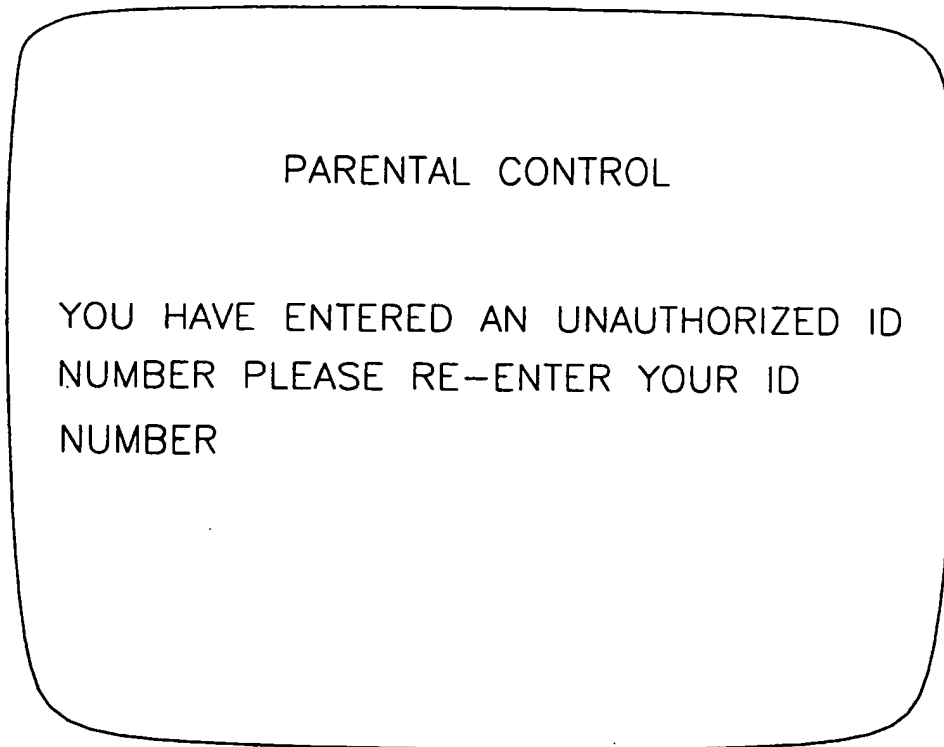 PARENTAL CONTROL
YOU HAVE ENTERED AN UNAUTHORIZED ID
NUMBER PLEASE RE-ENTER YOUR ID
NUMBER